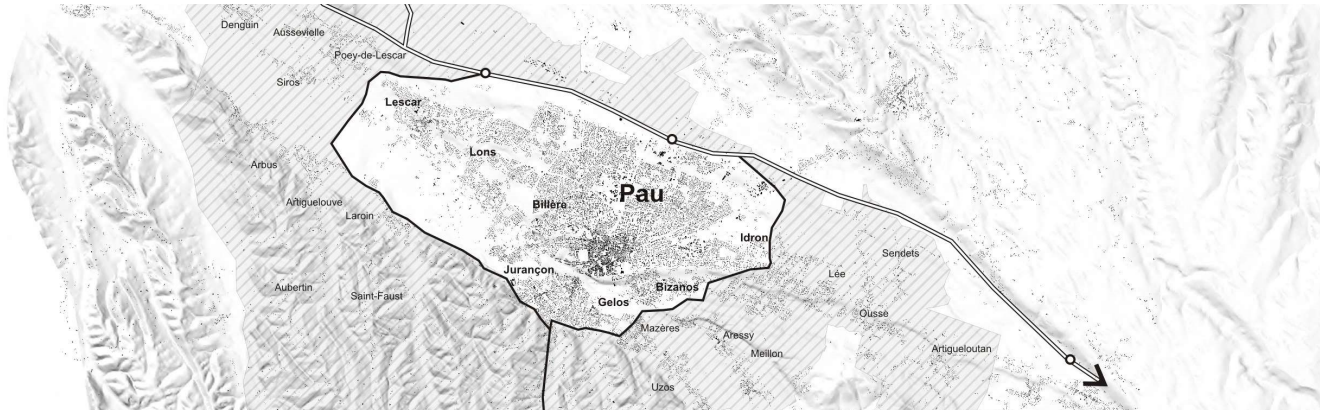 Denguin
Aussevielle
Poey-de-Lescar
Siros
Lescar
Lons
Arbus
Pau
Artiguelouve
Billère
Laroin
Idron
Sendets
Jurançon
Lée
Aubertin
Bizanos
Saint-Faust
Gelos
Ousse
Mazères
Aressy
Artigueloutan
Meillon
Uzos